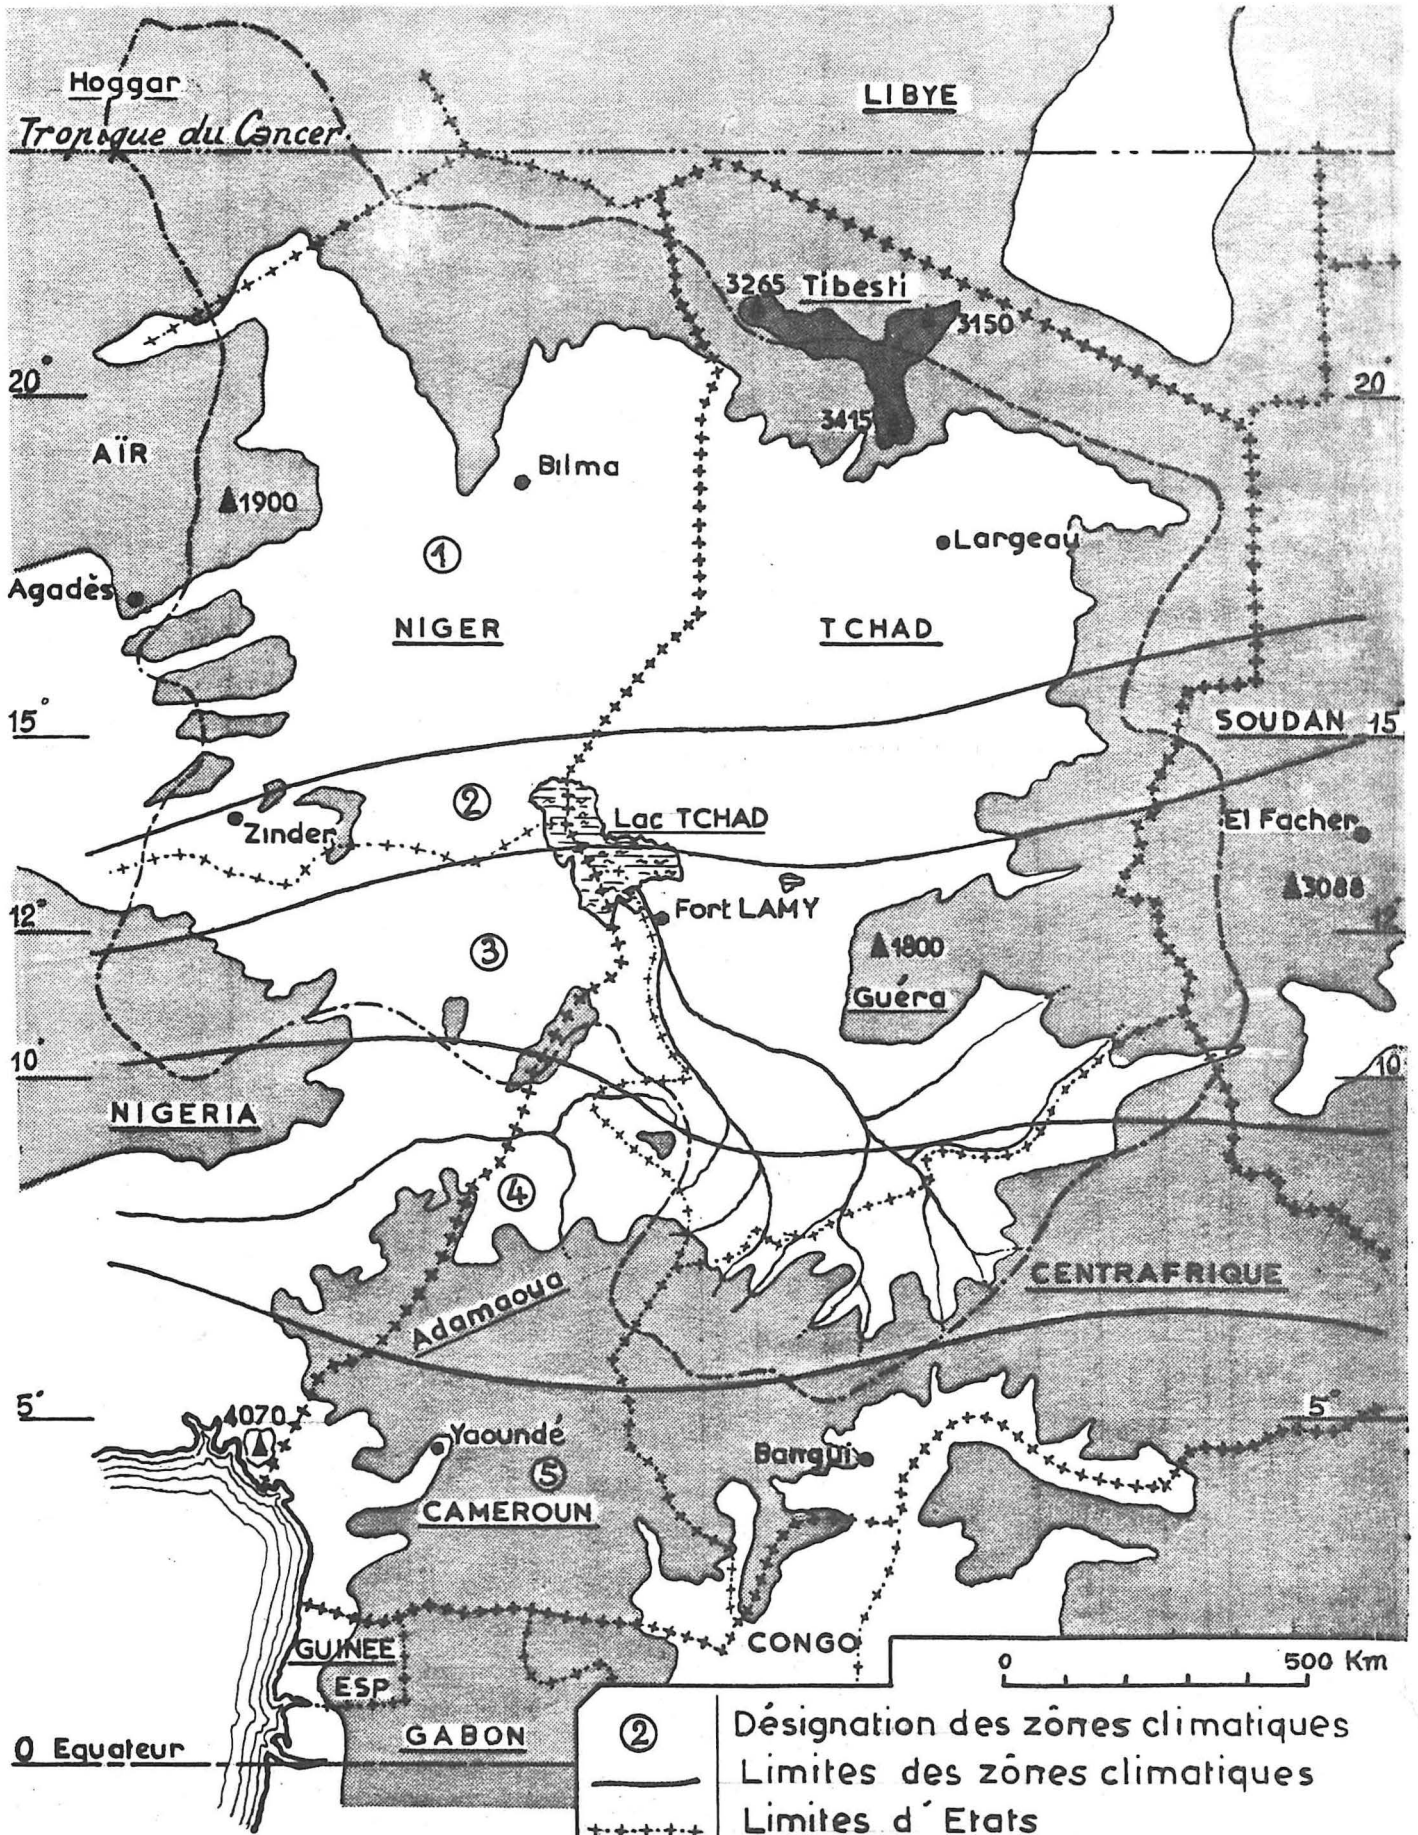 Hoggar
LIBYE
Tropique du Cancer
3265 Tibesti
3150
20°
20°
3415
AÏR
Bilma
1900
1
Largeau
Agadès
NIGER
TCHAD
15°
SOUDAN 15
2
Lac TCHAD
Zinder
El Facher
3088
12°
Fort LAMY
12°
3
1800
Guéra
10°
10
NIGERIA
4
CENTRAFRIQUE
Adamaoua
5°
5°
4070
Yaoundé
Bangui
5
CAMEROUN
GUINEE
ESP
CONGO
0 500 Km
GABON
0 Equateur
2 Désignation des zônes climatiques
Limites des zônes climatiques
Limites d'Etats